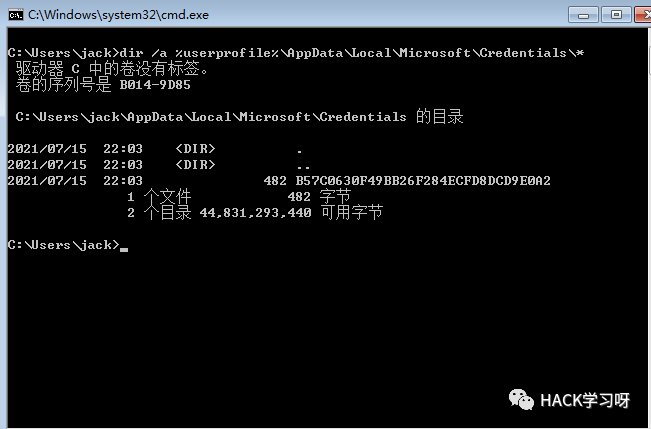 C:\Windows\system32\cmd.exe
C:\Users\jack>dir /a %userprofile%\AppData\Local\Microsoft\Credentials\*
驱动器 C 中的卷没有标签。
卷的序列号是 B014-9D85
C:\Users\jack\AppData\Local\Microsoft\Credentials 的目录
2021/07/15  22:03    <DIR>          .
2021/07/15  22:03    <DIR>          ..
2021/07/15  22:03               482 B57C0630F49BB26F284ECFD8DCD9E0A2
1 个文件            482 字节
2 个目录 44,831,293,440 可用字节
C:\Users\jack>
HACK学习呀